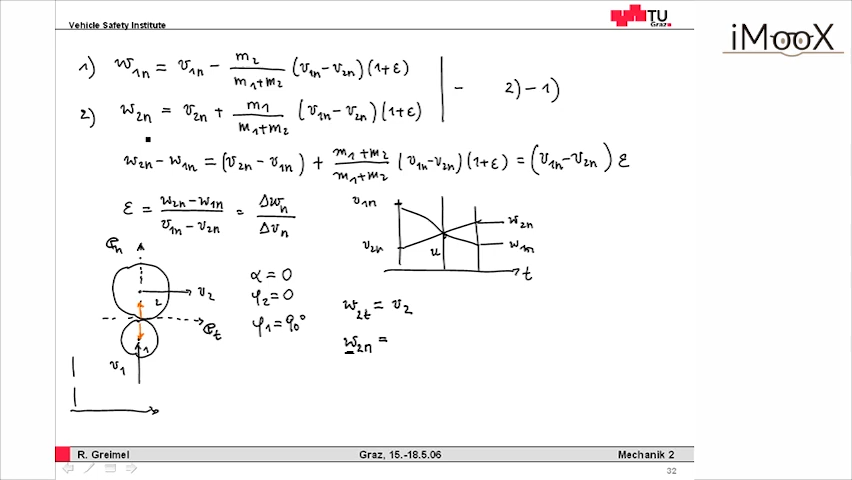 Vehicle Safety Institute
TU
Graz
iMooX
1) w₁ₙ = v₁ₙ − m₂/(m₁+m₂) (v₁ₙ−v₂ₙ)(1+ε)
− 2)−1)
2) w₂ₙ = v₂ₙ + m₁/(m₁+m₂) (v₁ₙ−v₂ₙ)(1+ε)
w₂ₙ−w₁ₙ = (v₂ₙ−v₁ₙ) + (m₁+m₂)/(m₁+m₂) (v₁ₙ−v₂ₙ)(1+ε) = (v₁ₙ−v₂ₙ) ε
ε = (w₂ₙ−w₁ₙ)/(v₁ₙ−v₂ₙ) = Δwₙ/Δvₙ
v₁ₙ
w₂ₙ
v₂ₙ
u
w₁ₙ
t
eₙ
2
v₂
α = 0
φ₂ = 0
φ₁ = 90°
eₜ
1
v₁
w₂ₜ = v₂
w₂ₙ =
R. Greimel
Graz, 15.-18.5.06
Mechanik 2
32